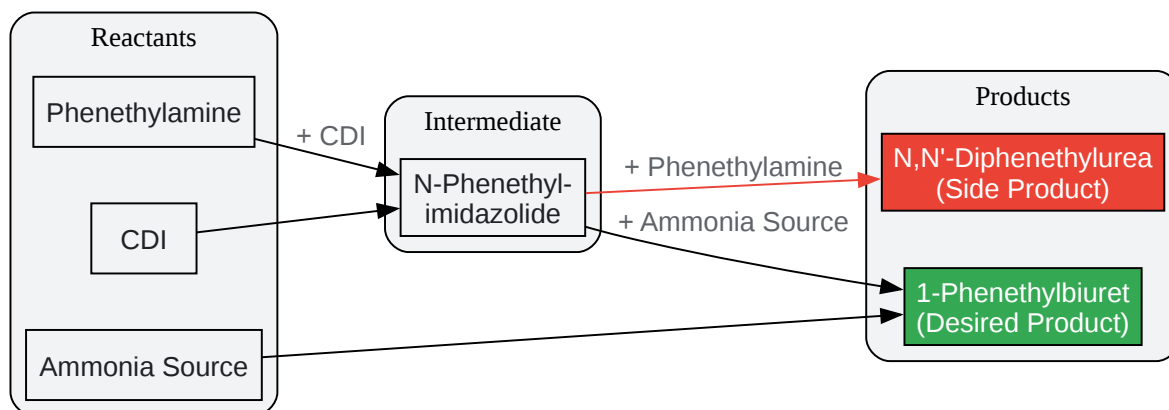 Reactants
Phenethylamine
CDI
Ammonia Source
+ CDI
Intermediate
N-Phenethyl-
imidazolide
+ Phenethylamine
+ Ammonia Source
Products
N,N'-Diphenethylurea
(Side Product)
1-Phenethylbiuret
(Desired Product)